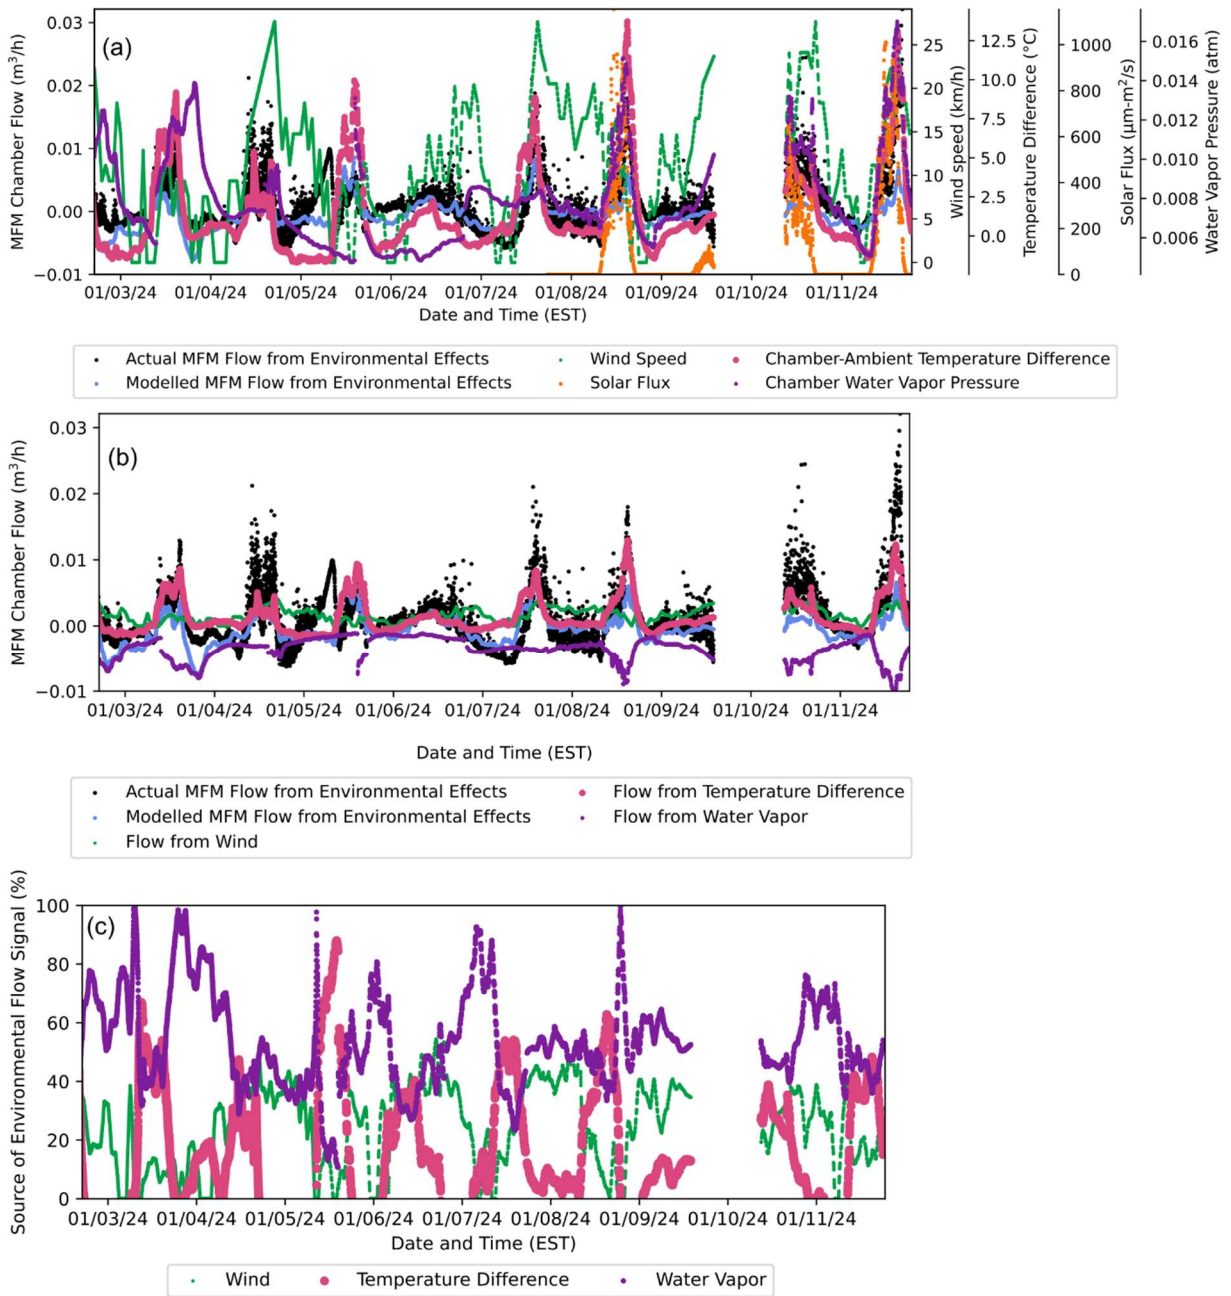 (a)
MFM Chamber Flow (m³/h)
0.03
0.02
0.01
0.00
−0.01
01/03/24 01/04/24 01/05/24 01/06/24 01/07/24 01/08/24 01/09/24 01/10/24 01/11/24
Date and Time (EST)
25
20
15
10
5
0
Wind speed (km/h)
12.5
10.0
7.5
5.0
2.5
0.0
Temperature Difference (°C)
1000
800
600
400
200
0
Solar Flux (μm-m²/s)
0.016
0.014
0.012
0.010
0.008
0.006
Water Vapor Pressure (atm)
Actual MFM Flow from Environmental Effects
Modelled MFM Flow from Environmental Effects
Wind Speed
Solar Flux
Chamber-Ambient Temperature Difference
Chamber Water Vapor Pressure
(b)
MFM Chamber Flow (m³/h)
0.03
0.02
0.01
0.00
−0.01
01/03/24 01/04/24 01/05/24 01/06/24 01/07/24 01/08/24 01/09/24 01/10/24 01/11/24
Date and Time (EST)
Actual MFM Flow from Environmental Effects
Modelled MFM Flow from Environmental Effects
Flow from Wind
Flow from Temperature Difference
Flow from Water Vapor
(c)
Source of Environmental Flow Signal (%)
100
80
60
40
20
0
01/03/24 01/04/24 01/05/24 01/06/24 01/07/24 01/08/24 01/09/24 01/10/24 01/11/24
Date and Time (EST)
Wind
Temperature Difference
Water Vapor